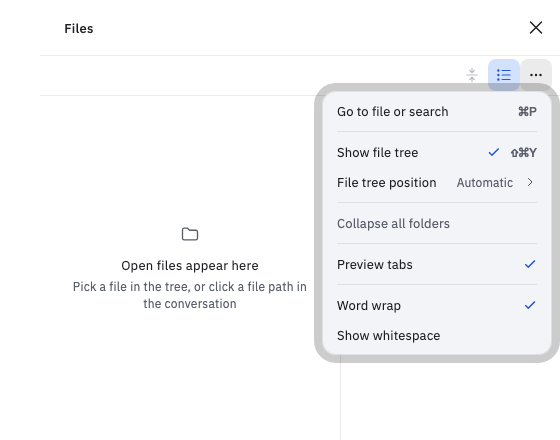 Files
Go to file or search ⌘P
Show file tree ✓ ⇧⌘Y
File tree position Automatic >
Collapse all folders
Preview tabs ✓
Word wrap ✓
Show whitespace
Open files appear here
Pick a file in the tree, or click a file path in
the conversation